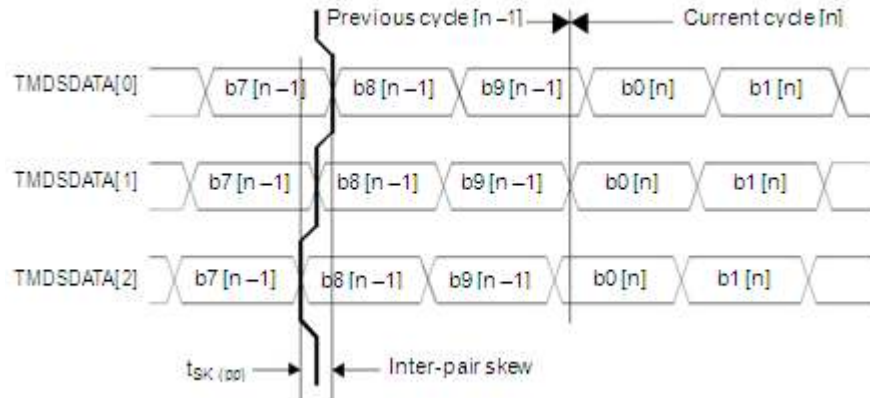 Previous cycle [n –1] Current cycle [n]
TMDSDATA[0] b7 [n –1] b8 [n –1] b9 [n –1] b0 [n] b1 [n]
TMDSDATA[1] b7 [n –1] b8 [n –1] b9 [n –1] b0 [n] b1 [n]
TMDSDATA[2] b7 [n –1] b8 [n –1] b9 [n –1] b0 [n] b1 [n]
tSK (pp) Inter-pair skew